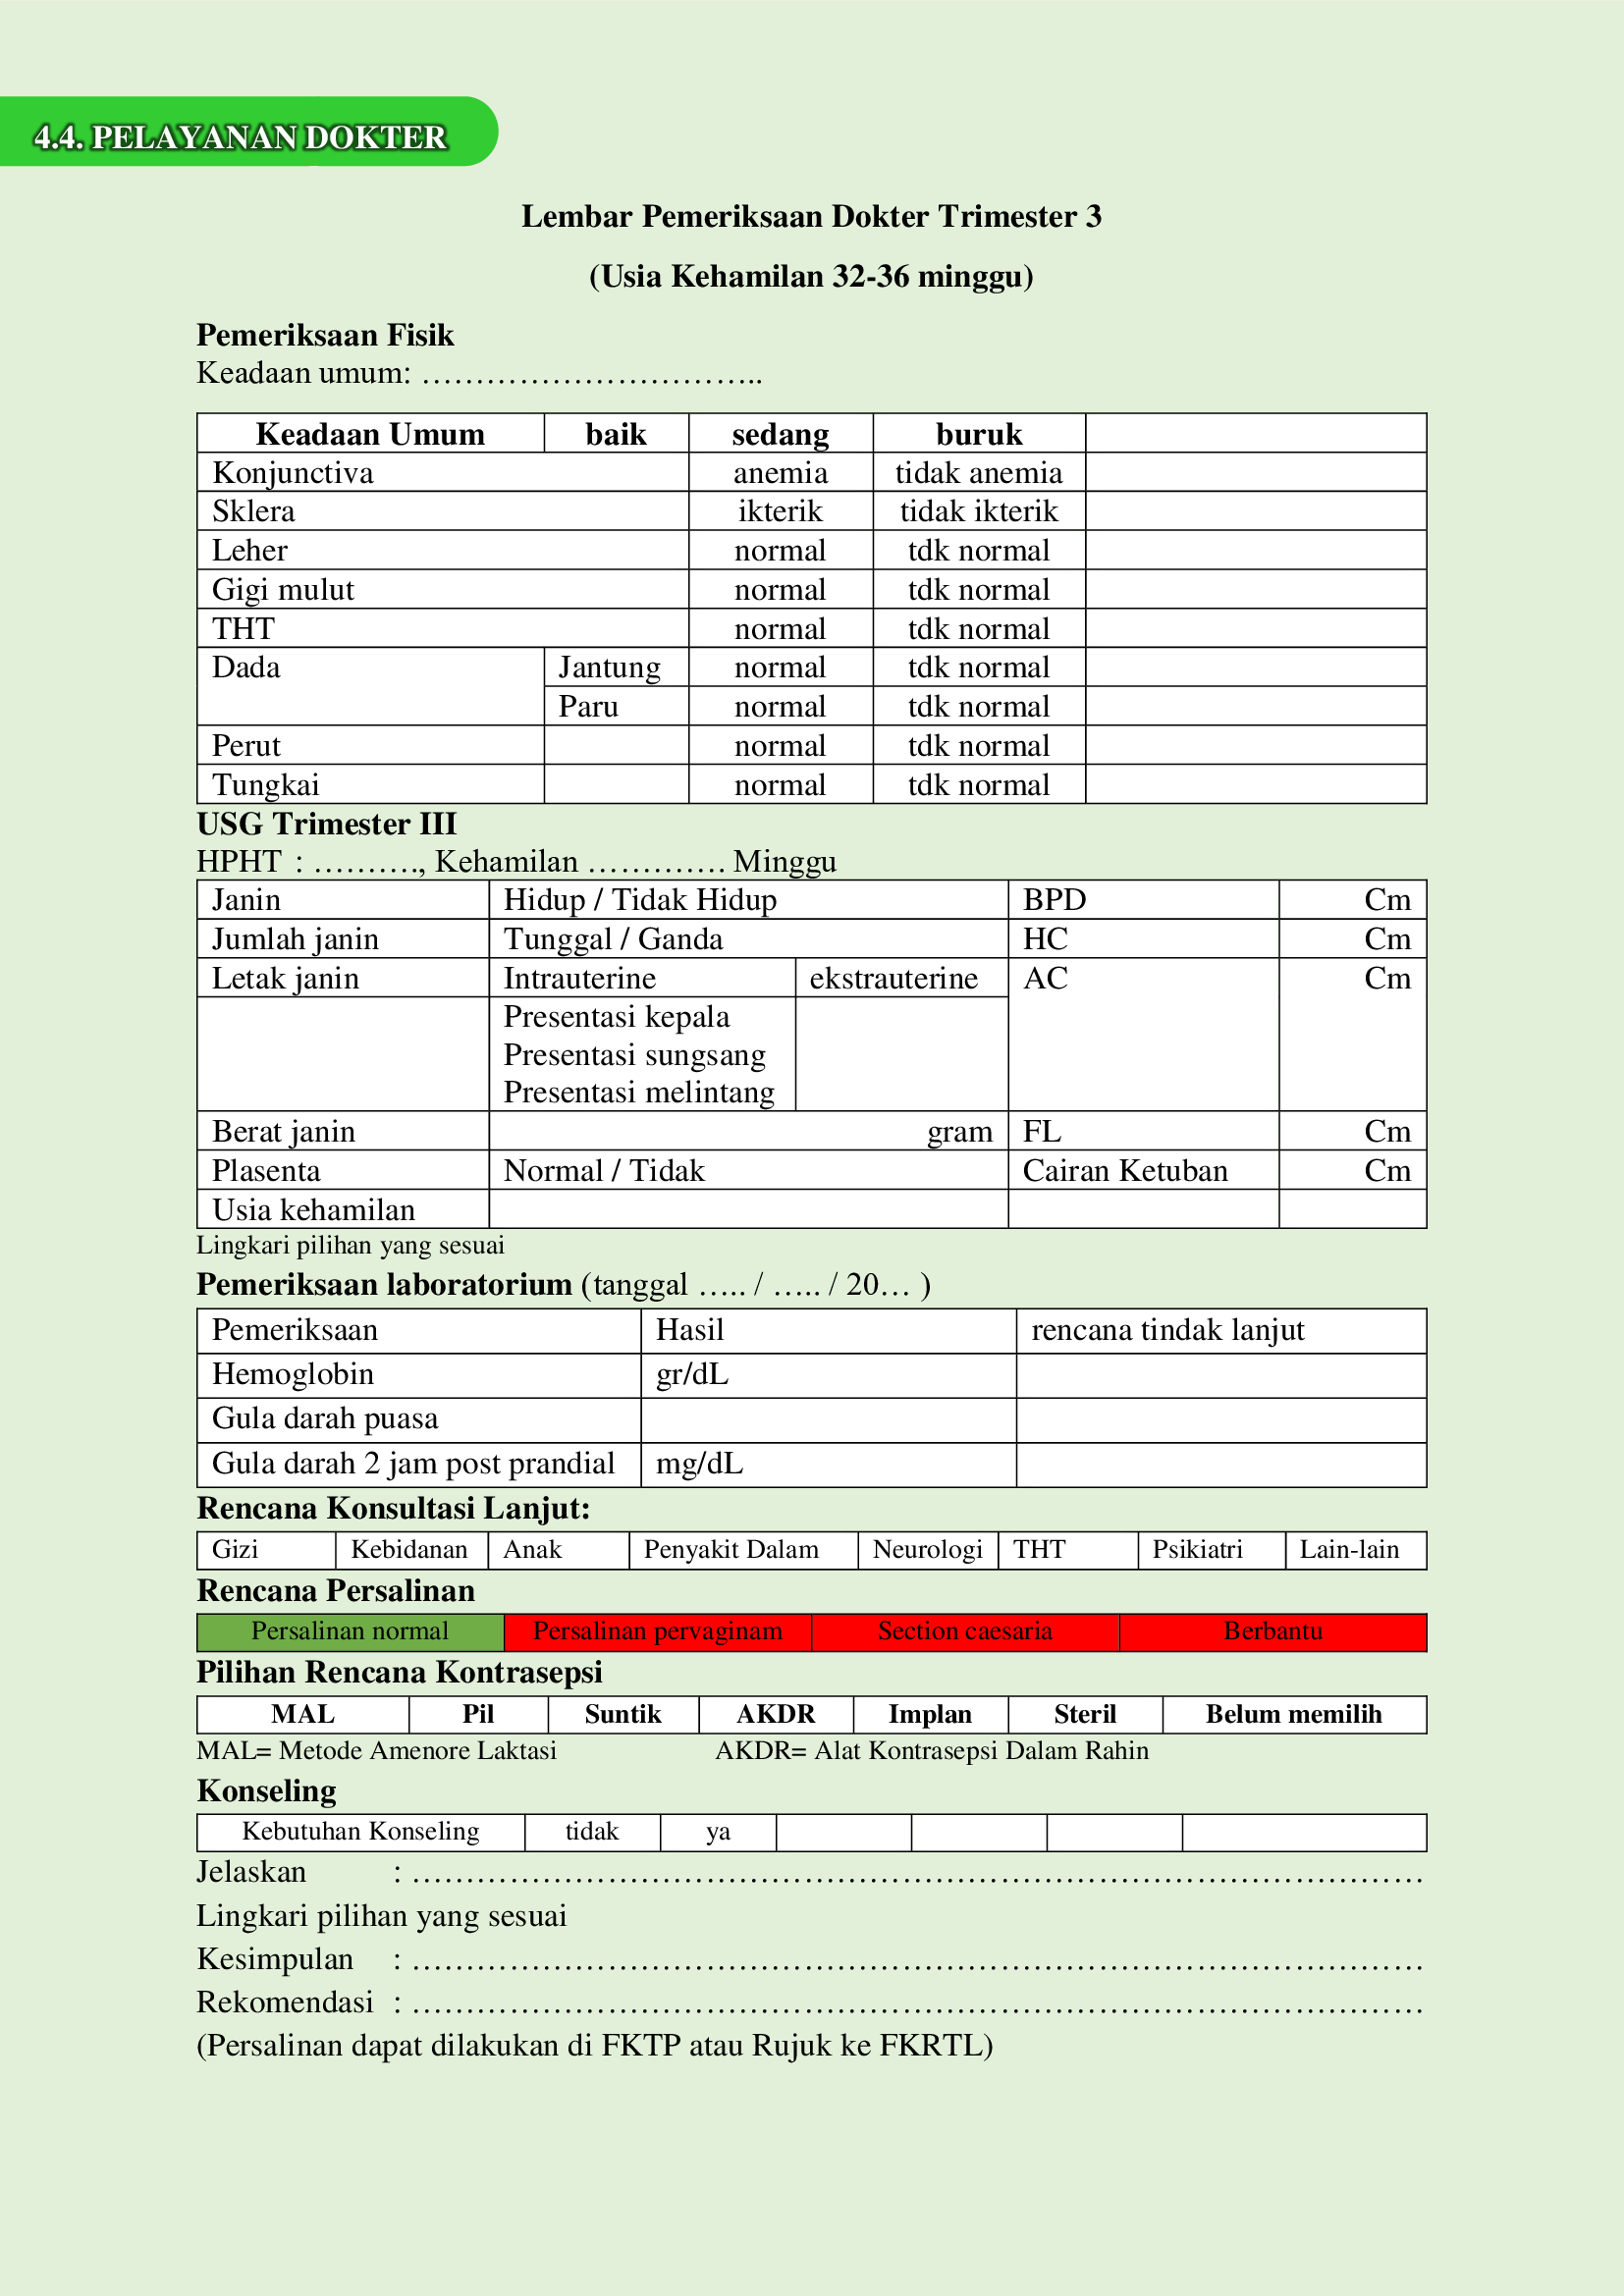 4.4. PELAYANAN DOKTER
Lembar Pemeriksaan Dokter Trimester 3
(Usia Kehamilan 32-36 minggu)
Pemeriksaan Fisik
Keadaan umum: …………………………..
Keadaan Umum baik sedang buruk
Konjunctiva anemia tidak anemia
Sklera ikterik tidak ikterik
Leher normal tdk normal
Gigi mulut normal tdk normal
THT normal tdk normal
Dada Jantung normal tdk normal
Paru normal tdk normal
Perut normal tdk normal
Tungkai normal tdk normal
USG Trimester III
HPHT : ………., Kehamilan …………. Minggu
Janin Hidup / Tidak Hidup BPD Cm
Jumlah janin Tunggal / Ganda HC Cm
Letak janin Intrauterine ekstrauterine AC Cm
Presentasi kepala
Presentasi sungsang
Presentasi melintang
Berat janin gram FL Cm
Plasenta Normal / Tidak Cairan Ketuban Cm
Usia kehamilan
Lingkari pilihan yang sesuai
Pemeriksaan laboratorium (tanggal ….. / ….. / 20… )
Pemeriksaan Hasil rencana tindak lanjut
Hemoglobin gr/dL
Gula darah puasa
Gula darah 2 jam post prandial mg/dL
Rencana Konsultasi Lanjut:
Gizi Kebidanan Anak Penyakit Dalam Neurologi THT Psikiatri Lain-lain
Rencana Persalinan
Persalinan normal Persalinan pervaginam Section caesaria Berbantu
Pilihan Rencana Kontrasepsi
MAL Pil Suntik AKDR Implan Steril Belum memilih
MAL= Metode Amenore Laktasi AKDR= Alat Kontrasepsi Dalam Rahin
Konseling
Kebutuhan Konseling tidak ya
Jelaskan : ……………………………………………………………………………………
Lingkari pilihan yang sesuai
Kesimpulan : ……………………………………………………………………………………
Rekomendasi : ……………………………………………………………………………………
(Persalinan dapat dilakukan di FKTP atau Rujuk ke FKRTL)